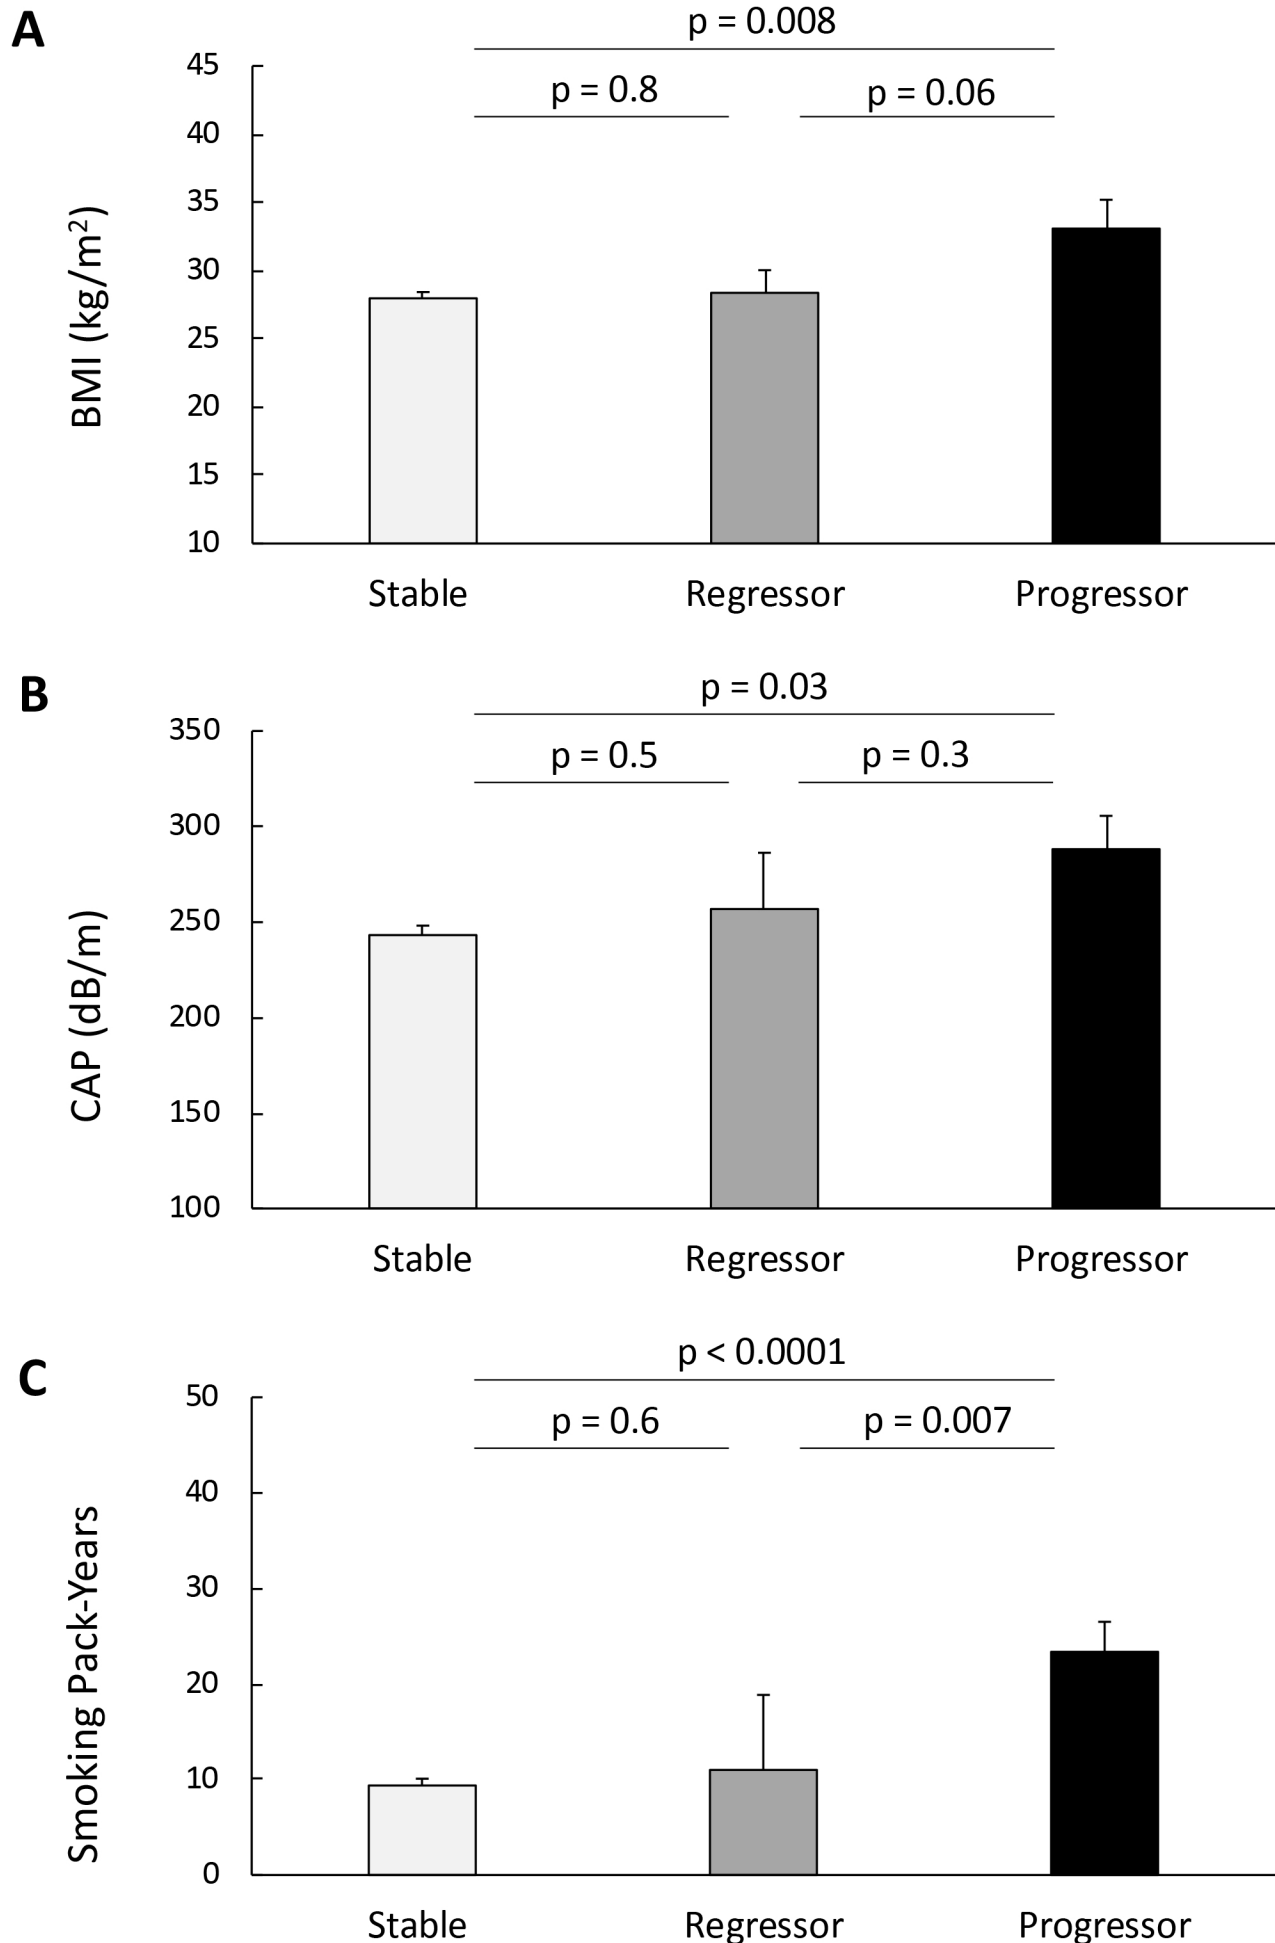 A
p = 0.008
p = 0.8
p = 0.06
45
40
35
30
25
20
15
10
BMI (kg/m²)
Stable Regressor Progressor
B
p = 0.03
p = 0.5
p = 0.3
350
300
250
200
150
100
CAP (dB/m)
Stable Regressor Progressor
C
p < 0.0001
p = 0.6
p = 0.007
50
40
30
20
10
0
Smoking Pack-Years
Stable Regressor Progressor